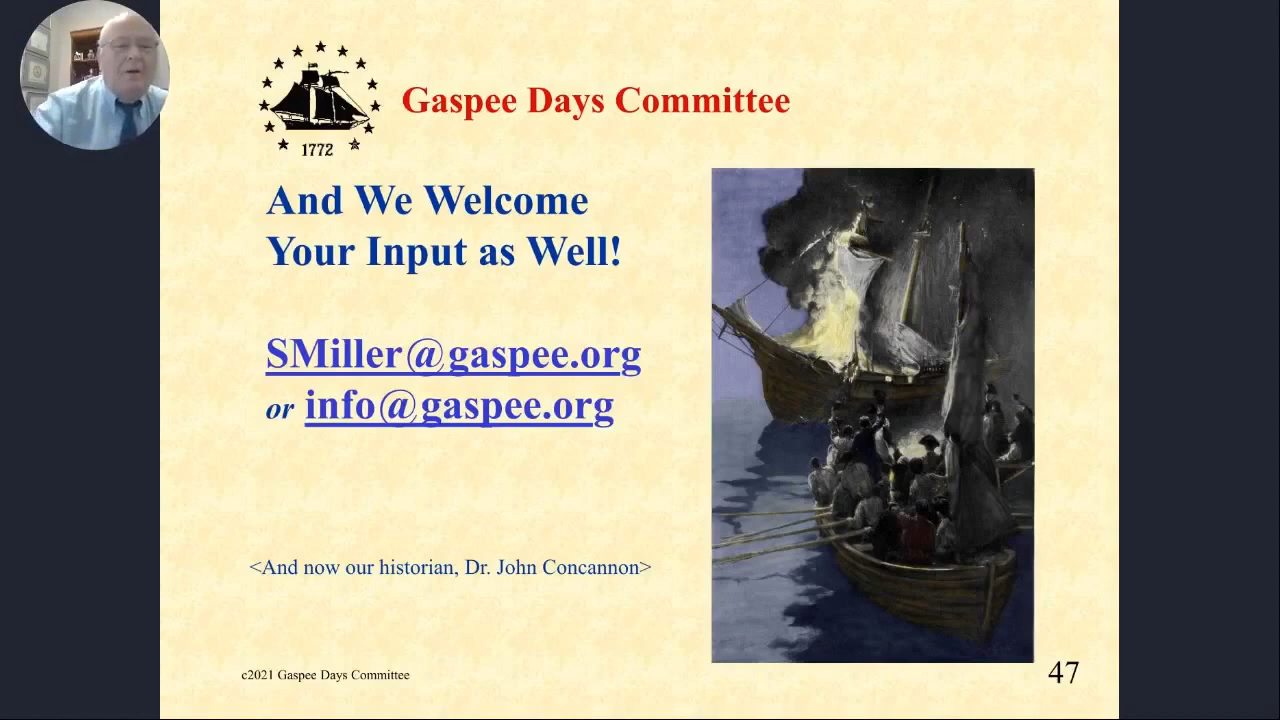 Gaspee Days Committee
1772
And We Welcome
Your Input as Well!
SMiller@gaspee.org
or info@gaspee.org
<And now our historian, Dr. John Concannon>
c2021 Gaspee Days Committee
47